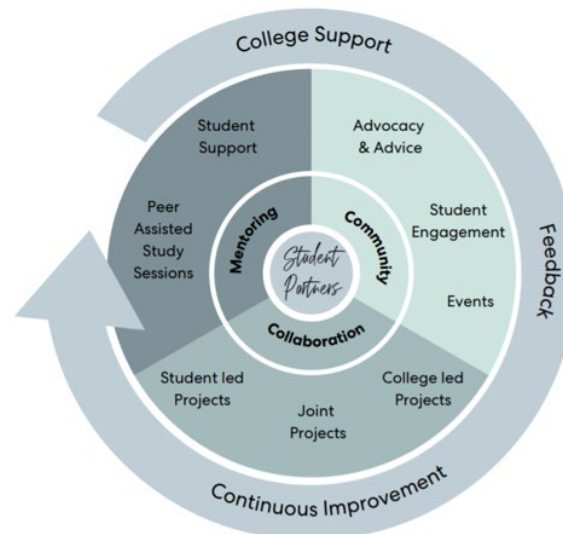 College Support
Student
Support
Advocacy
& Advice
Peer
Assisted
Study
Sessions
Mentoring
Community
Student
Engagement
Feedback
Student
Partners
Events
Collaboration
Student led
Projects
Joint
Projects
College led
Projects
Continuous Improvement